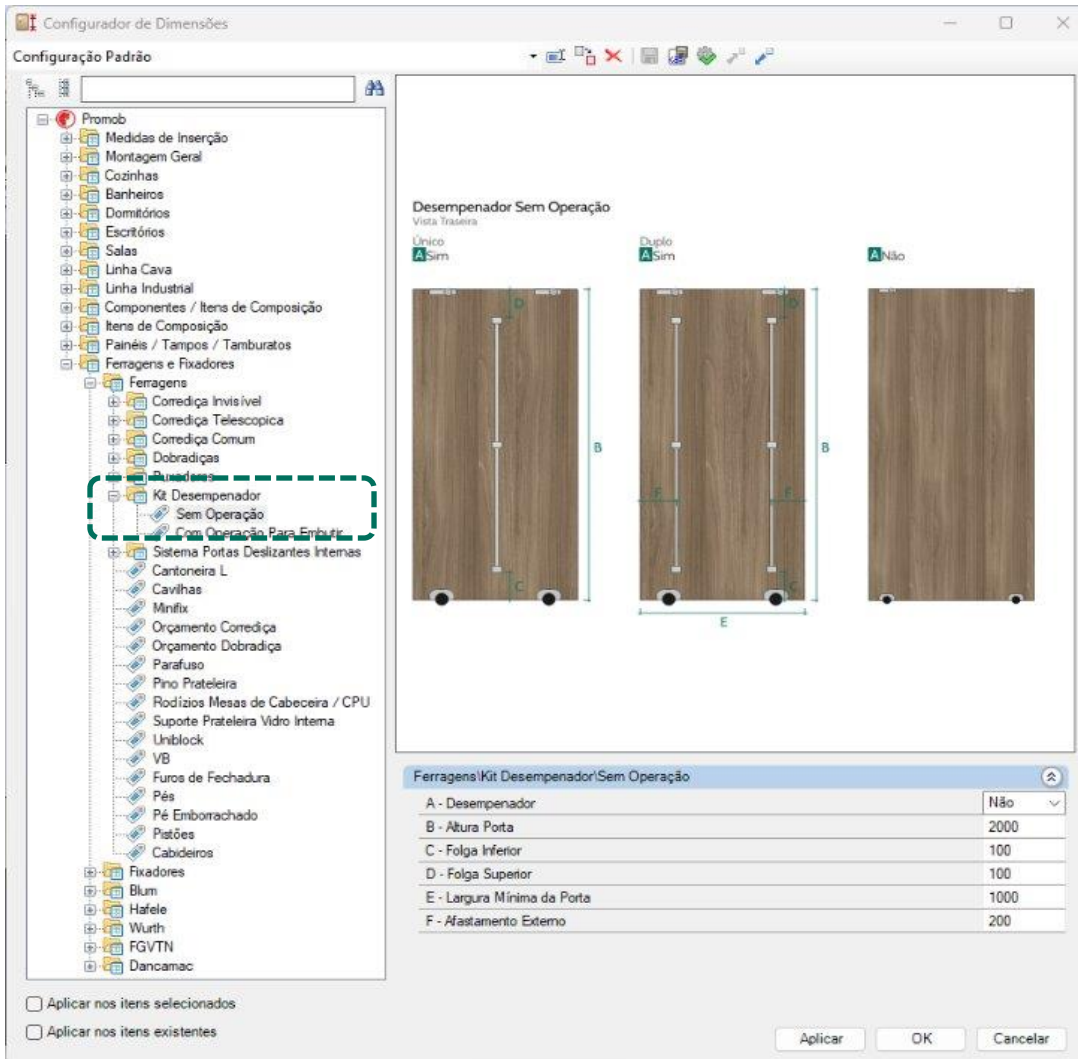 Configurador de Dimensões
Configuração Padrão
Promob
Medidas de Inserção
Montagem Geral
Cozinhas
Banheiros
Dormitórios
Escritórios
Salas
Linha Cava
Linha Industrial
Componentes / Itens de Composição
Itens de Composição
Painéis / Tampos / Tamburatos
Ferragens e Fixadores
Ferragens
Corrediça Invisível
Corrediça Telescopica
Corrediça Comum
Dobradiças
Puxadores
Kit Desempenador
Sem Operação
Com Operação Para Embutir
Sistema Portas Deslizantes Internas
Cantoneira L
Cavilhas
Minifix
Orçamento Corrediça
Orçamento Dobradiça
Parafuso
Pino Prateleira
Rodízios Mesas de Cabeceira / CPU
Suporte Prateleira Vidro Interna
Uniblock
VB
Furos de Fechadura
Pés
Pé Emborrachado
Pistões
Cabideiros
Fixadores
Blum
Hafele
Wurth
FGVTN
Dancamac
Aplicar nos itens selecionados
Aplicar nos itens existentes
Desempenador Sem Operação
Vista Traseira
Único
A Sim
Duplo
A Sim
A Não
D
B
C
D
B
F
F
C
E
Ferragens\Kit Desempenador\Sem Operação
A - Desempenador Não
B - Altura Porta 2000
C - Folga Inferior 100
D - Folga Superior 100
E - Largura Mínima da Porta 1000
F - Afastamento Externo 200
Aplicar OK Cancelar